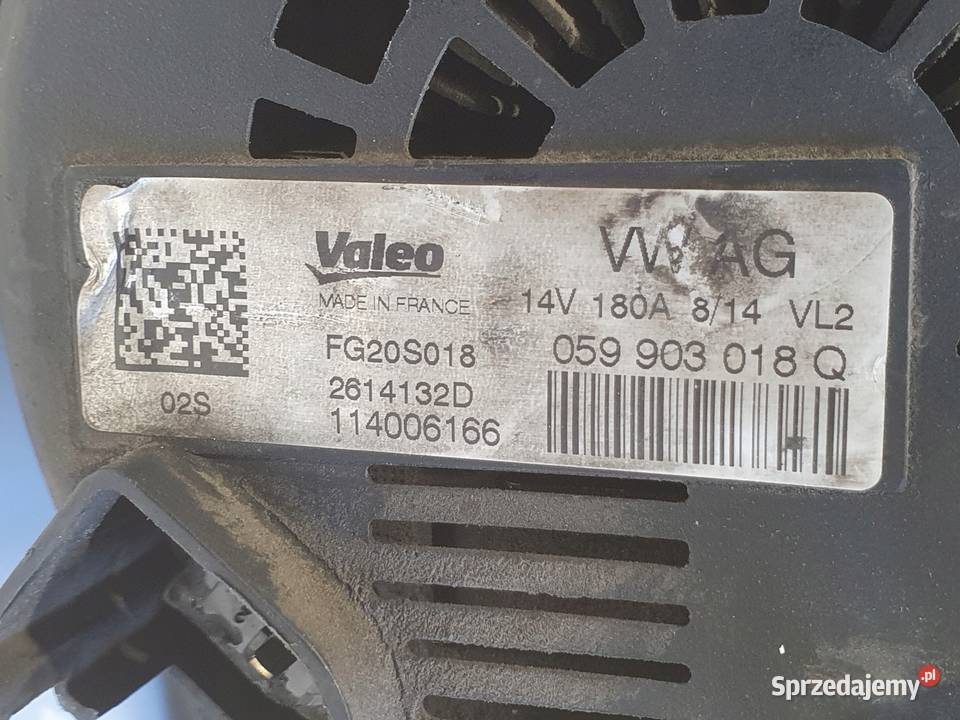 Valeo
MADE IN FRANCE
FG20S018
2614132D
114006166
02S
VW AG
14V 180A 8/14 VL2
059 903 018 Q
Sprzedajemy.pl